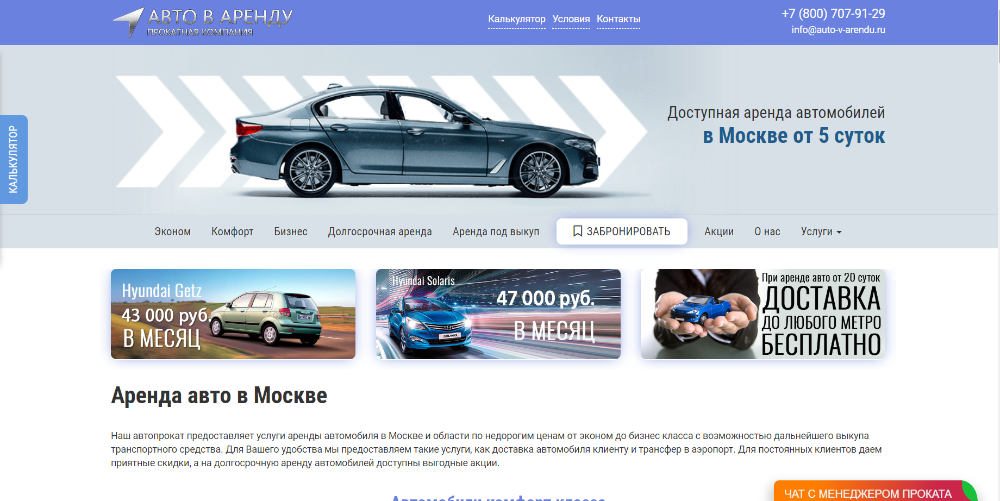 АВТО В АРЕНДУ
ПРОКАТНАЯ КОМПАНИЯ
Калькулятор Условия Контакты
+7 (800) 707-91-29
info@auto-v-arendu.ru
КАЛЬКУЛЯТОР
Доступная аренда автомобилей
в Москве от 5 суток
Эконом Комфорт Бизнес Долгосрочная аренда Аренда под выкуп ЗАБРОНИРОВАТЬ Акции О нас Услуги
Hyundai Getz
43 000 руб
В МЕСЯЦ
Hyundai Solaris
47 000 руб.
В МЕСЯЦ
SOLARIS
При аренде авто от 20 суток
ДОСТАВКА
ДО ЛЮБОГО МЕТРО
БЕСПЛАТНО
Аренда авто в Москве
Наш автопрокат предоставляет услуги аренды автомобиля в Москве и области по недорогим ценам от эконом до бизнес класса с возможностью дальнейшего выкупа
транспортного средства. Для Вашего удобства мы предоставляем такие услуги, как доставка автомобиля клиенту и трансфер в аэропорт. Для постоянных клиентов даем
приятные скидки, а на долгосрочную аренду автомобилей доступны выгодные акции.
Автомобили комфорт класса
ЧАТ С МЕНЕДЖЕРОМ ПРОКАТА